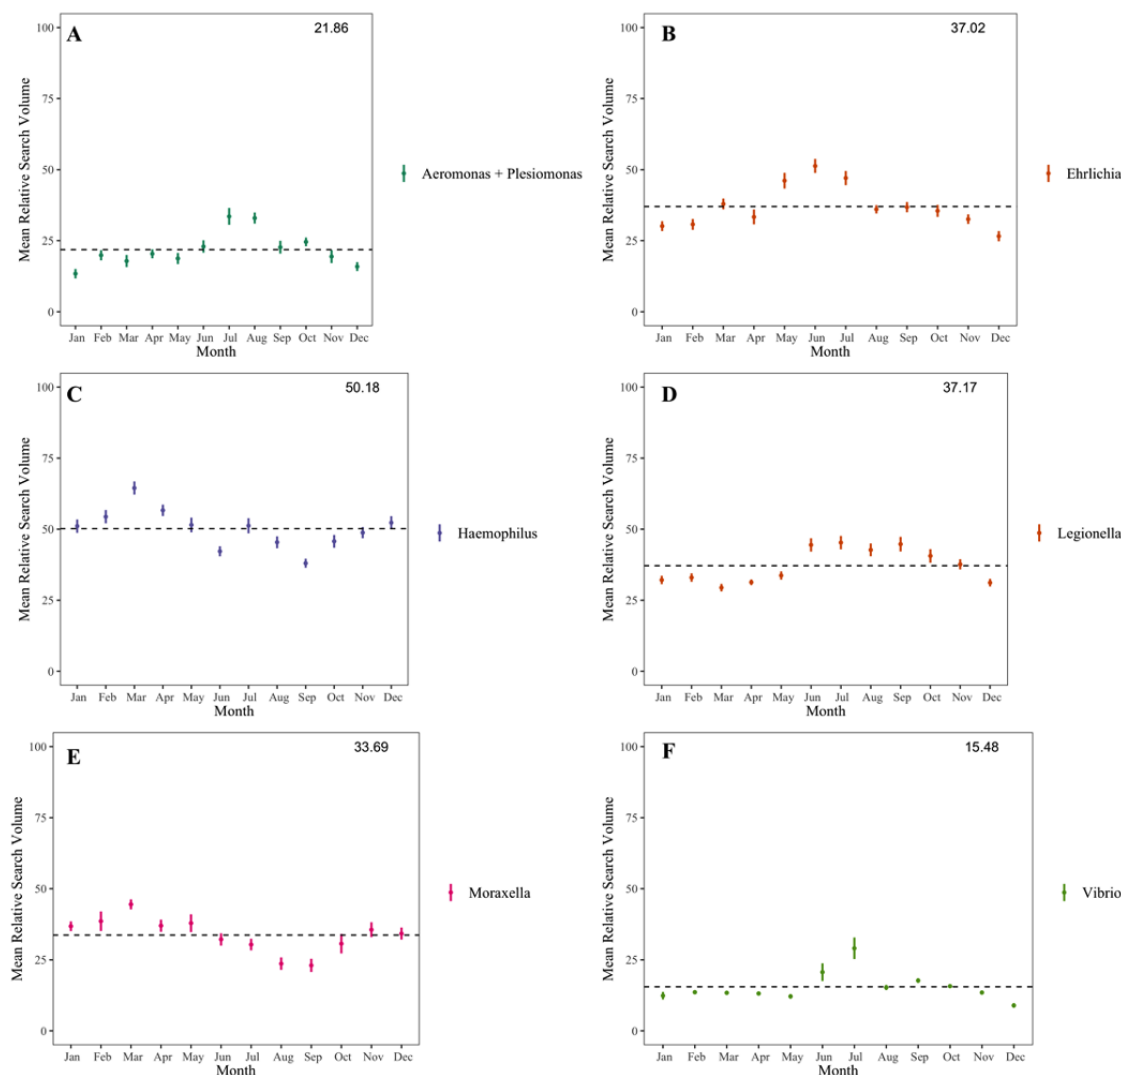 A
21.86
Mean Relative Search Volume
100
75
50
25
0
Jan Feb Mar Apr May Jun Jul Aug Sep Oct Nov Dec
Month
Aeromonas + Plesiomonas
B
37.02
Mean Relative Search Volume
100
75
50
25
0
Jan Feb Mar Apr May Jun Jul Aug Sep Oct Nov Dec
Month
Ehrlichia
C
50.18
Mean Relative Search Volume
100
75
50
25
0
Jan Feb Mar Apr May Jun Jul Aug Sep Oct Nov Dec
Month
Haemophilus
D
37.17
Mean Relative Search Volume
100
75
50
25
0
Jan Feb Mar Apr May Jun Jul Aug Sep Oct Nov Dec
Month
Legionella
E
33.69
Mean Relative Search Volume
100
75
50
25
0
Jan Feb Mar Apr May Jun Jul Aug Sep Oct Nov Dec
Month
Moraxella
F
15.48
Mean Relative Search Volume
100
75
50
25
0
Jan Feb Mar Apr May Jun Jul Aug Sep Oct Nov Dec
Month
Vibrio